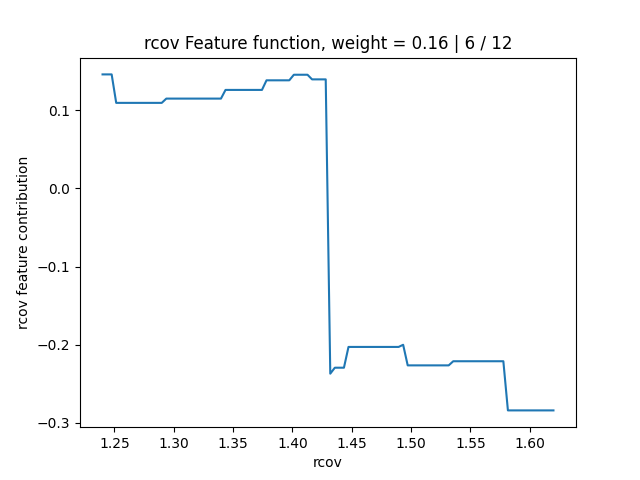 rcov Feature function, weight = 0.16 | 6 / 12
rcov feature contribution
0.1
0.0
−0.1
−0.2
−0.3
1.25 1.30 1.35 1.40 1.45 1.50 1.55 1.60
rcov